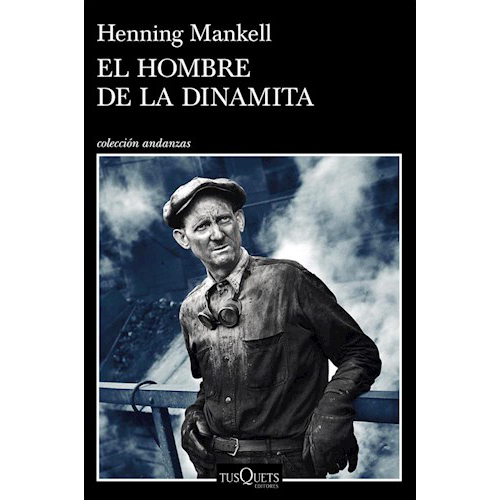 Henning Mankell
EL HOMBRE
DE LA DINAMITA
colección andanzas
TUSQUETS
EDITORES